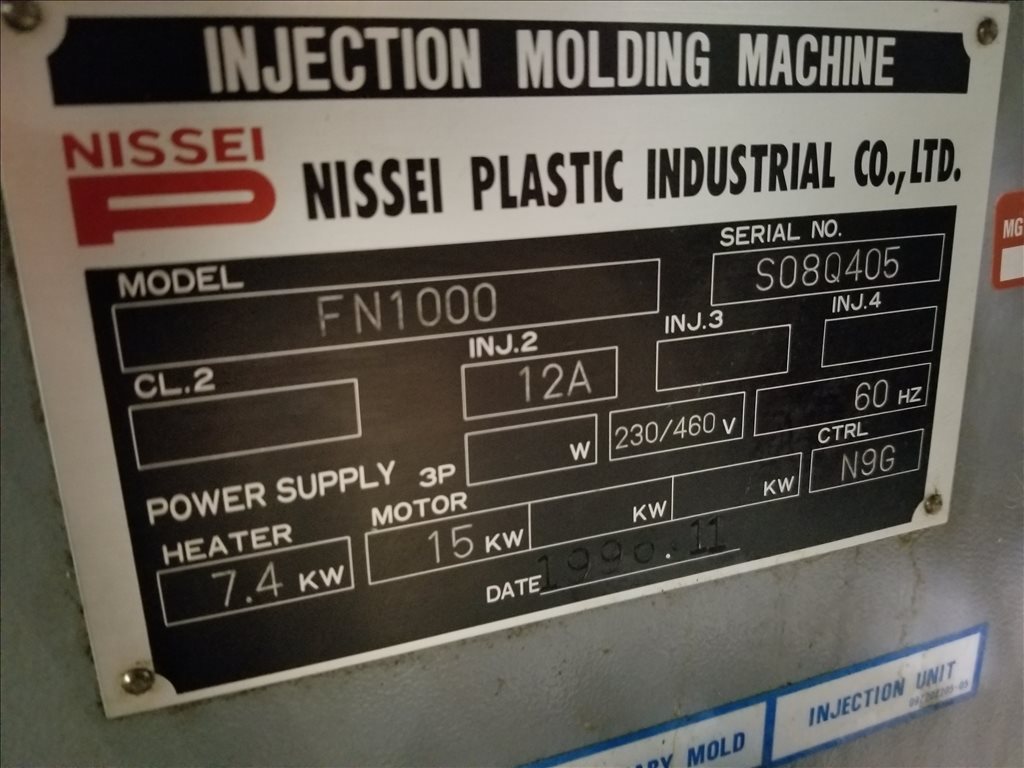 INJECTION MOLDING MACHINE
NISSEI
NISSEI PLASTIC INDUSTRIAL CO., LTD.
MG
MODEL
FN1000
SERIAL NO.
S08Q405
CL.2
INJ.2
12A
INJ.3
INJ.4
POWER SUPPLY 3P
W
230/460 V
60 HZ
HEATER
7.4 KW
MOTOR
15 KW
KW
KW
CTRL
N9G
DATE 1996.11
MOLD
INJECTION UNIT